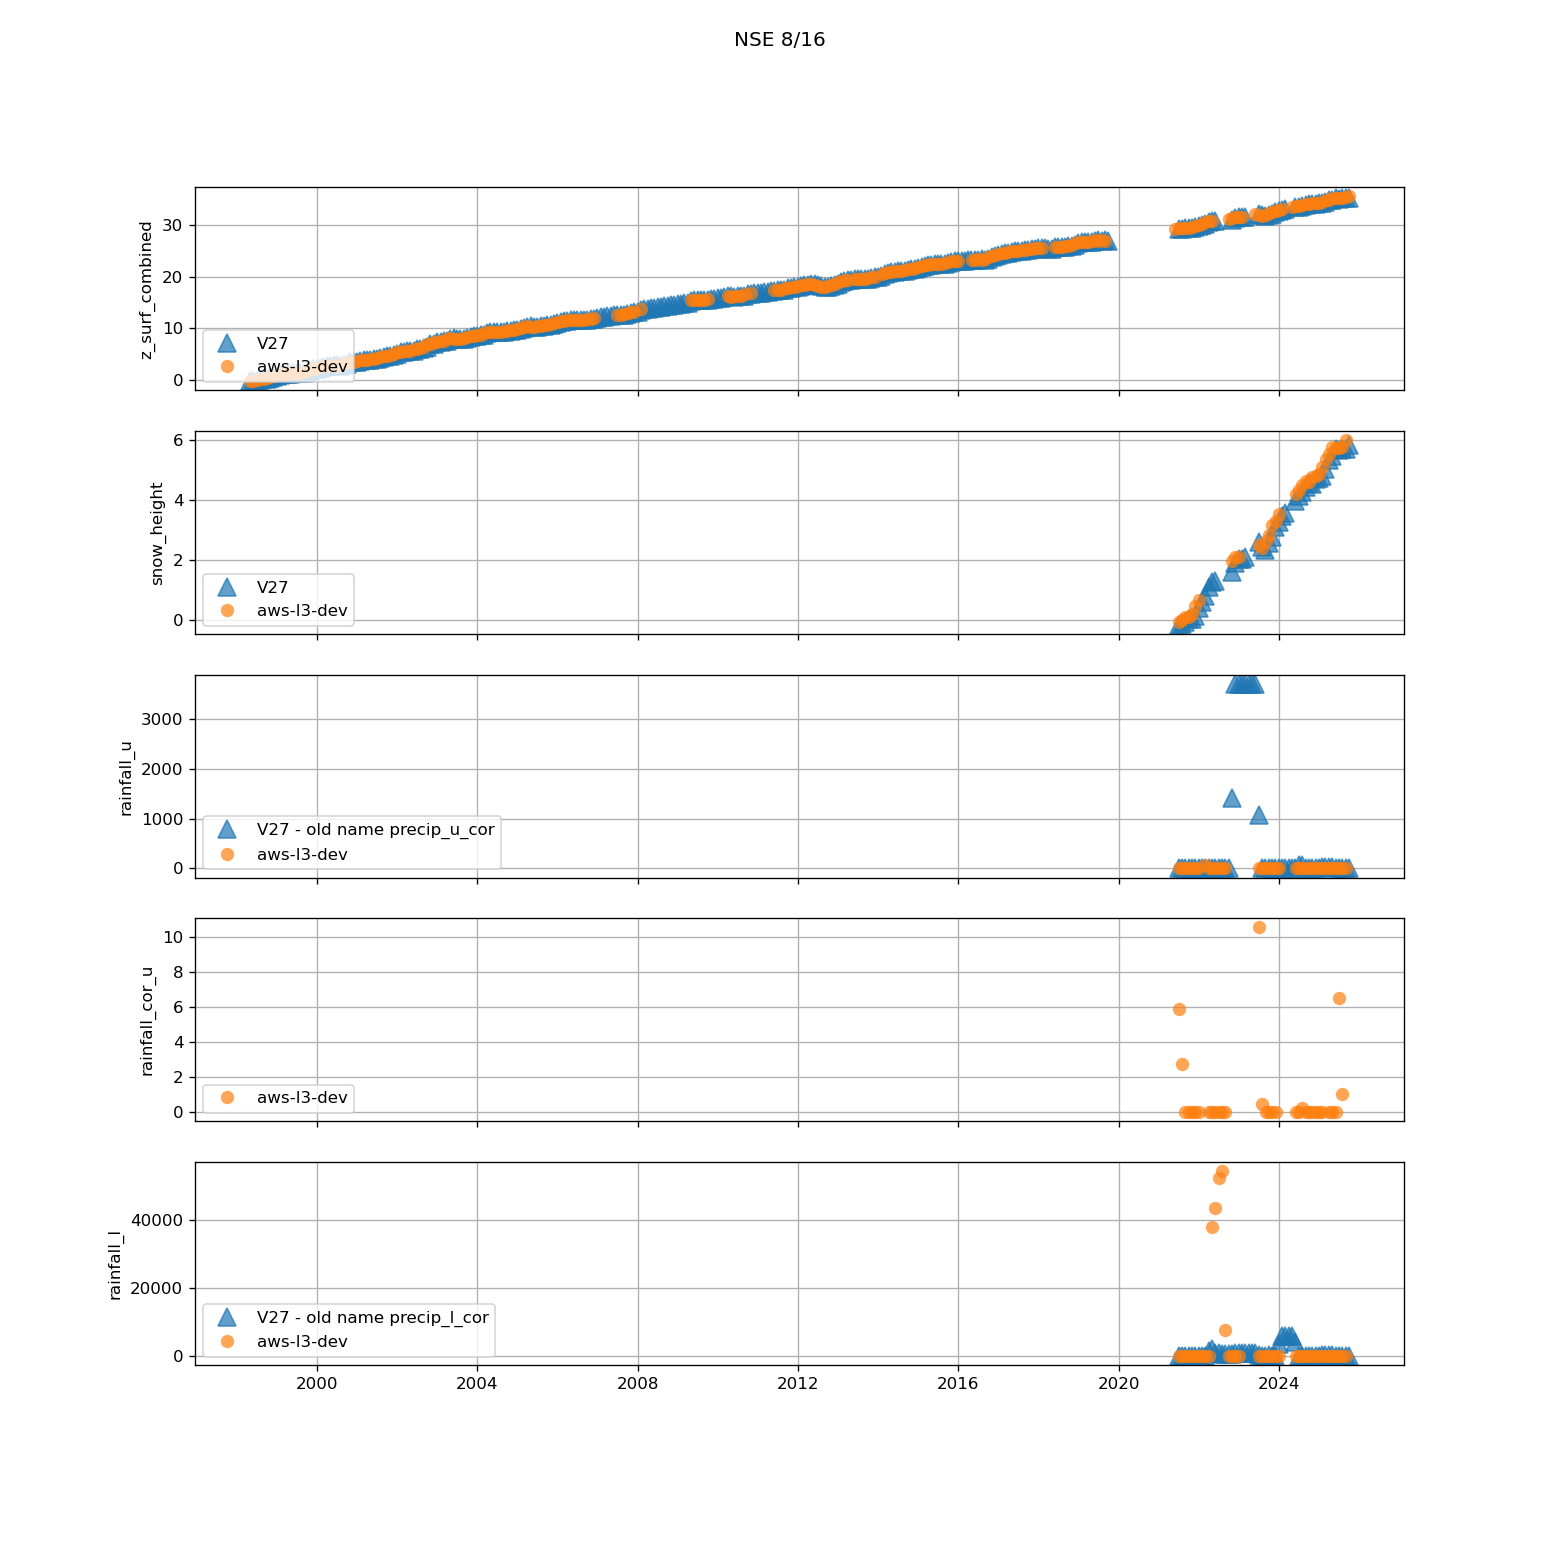 NSE 8/16
z_surf_combined
30
20
10
0
V27
aws-l3-dev
snow_height
6
4
2
0
V27
aws-l3-dev
rainfall_u
3000
2000
1000
0
V27 - old name precip_u_cor
aws-l3-dev
rainfall_cor_u
10
8
6
4
2
0
aws-l3-dev
rainfall_l
40000
20000
0
V27 - old name precip_l_cor
aws-l3-dev
2000 2004 2008 2012 2016 2020 2024